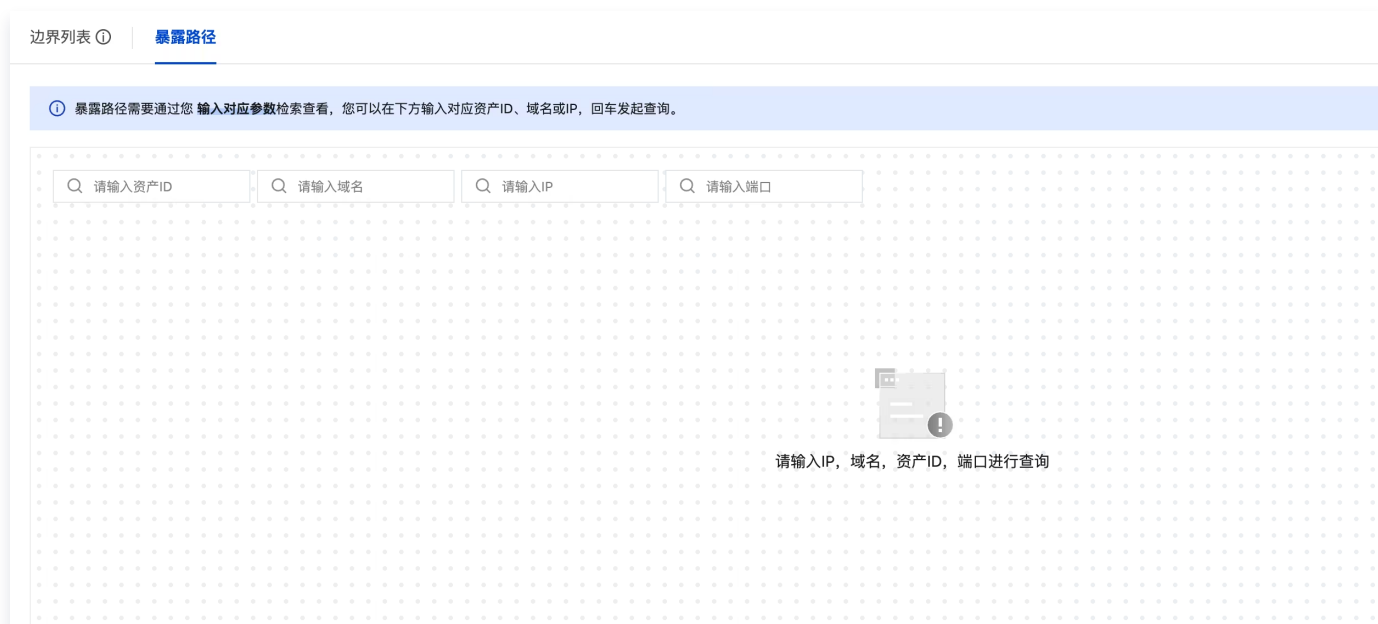 边界列表 暴露路径
暴露路径需要通过您 输入对应参数检索查看，您可以在下方输入对应资产ID、域名或IP，回车发起查询。
请输入资产ID 请输入域名 请输入IP 请输入端口
请输入IP，域名，资产ID，端口进行查询